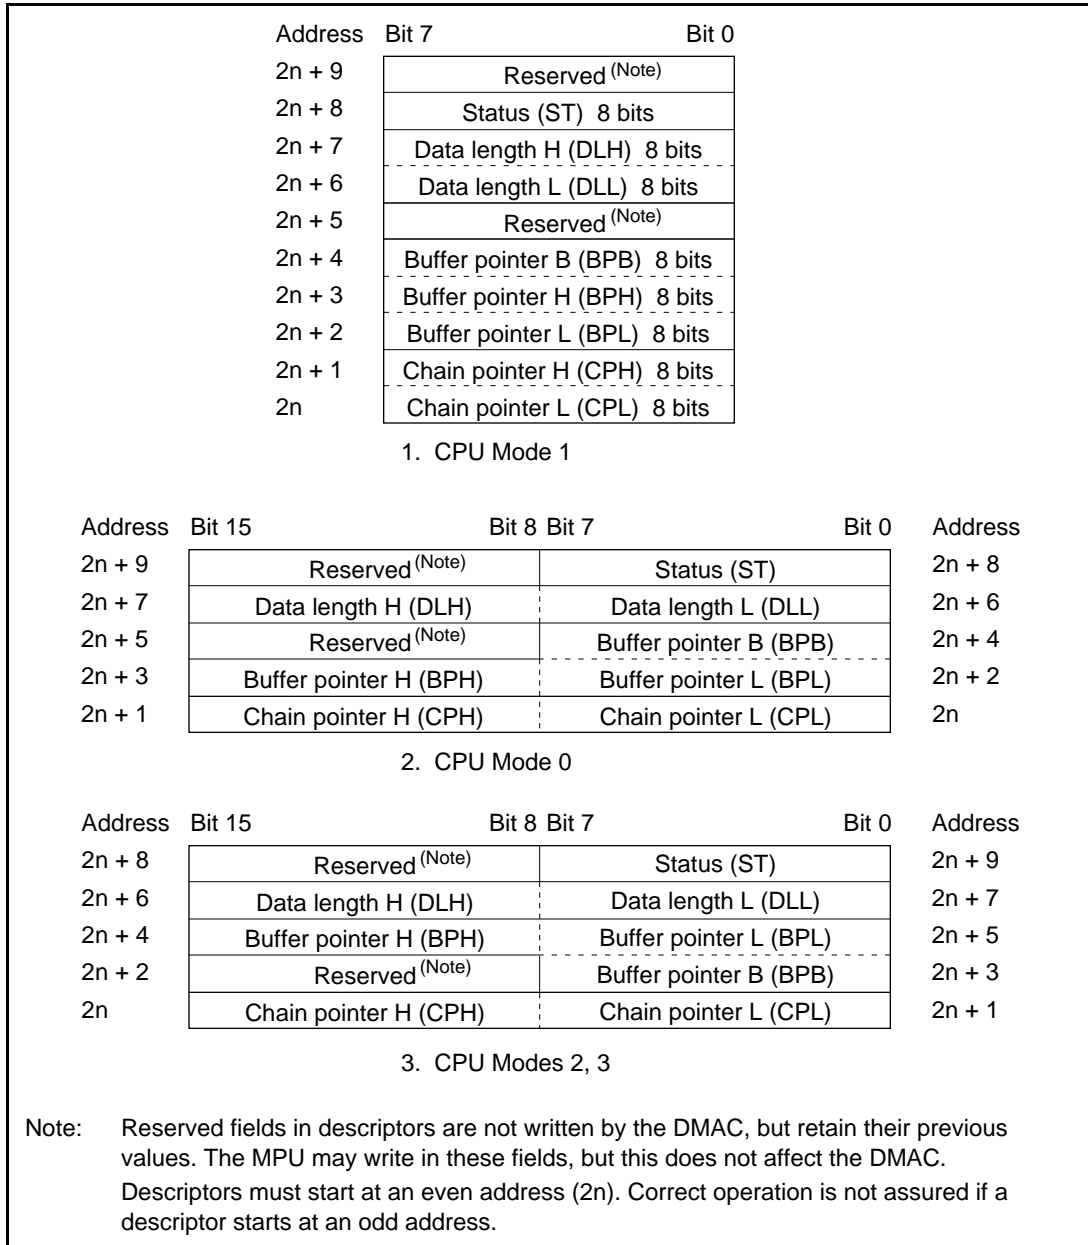 Address Bit 7 Bit 0
2n + 9 Reserved (Note)
2n + 8 Status (ST) 8 bits
2n + 7 Data length H (DLH) 8 bits
2n + 6 Data length L (DLL) 8 bits
2n + 5 Reserved (Note)
2n + 4 Buffer pointer B (BPB) 8 bits
2n + 3 Buffer pointer H (BPH) 8 bits
2n + 2 Buffer pointer L (BPL) 8 bits
2n + 1 Chain pointer H (CPH) 8 bits
2n Chain pointer L (CPL) 8 bits
1. CPU Mode 1
Address Bit 15 Bit 8 Bit 7 Bit 0 Address
2n + 9 Reserved (Note) Status (ST) 2n + 8
2n + 7 Data length H (DLH) Data length L (DLL) 2n + 6
2n + 5 Reserved (Note) Buffer pointer B (BPB) 2n + 4
2n + 3 Buffer pointer H (BPH) Buffer pointer L (BPL) 2n + 2
2n + 1 Chain pointer H (CPH) Chain pointer L (CPL) 2n
2. CPU Mode 0
Address Bit 15 Bit 8 Bit 7 Bit 0 Address
2n + 8 Reserved (Note) Status (ST) 2n + 9
2n + 6 Data length H (DLH) Data length L (DLL) 2n + 7
2n + 4 Buffer pointer H (BPH) Buffer pointer L (BPL) 2n + 5
2n + 2 Reserved (Note) Buffer pointer B (BPB) 2n + 3
2n Chain pointer H (CPH) Chain pointer L (CPL) 2n + 1
3. CPU Modes 2, 3
Note: Reserved fields in descriptors are not written by the DMAC, but retain their previous
values. The MPU may write in these fields, but this does not affect the DMAC.
Descriptors must start at an even address (2n). Correct operation is not assured if a
descriptor starts at an odd address.